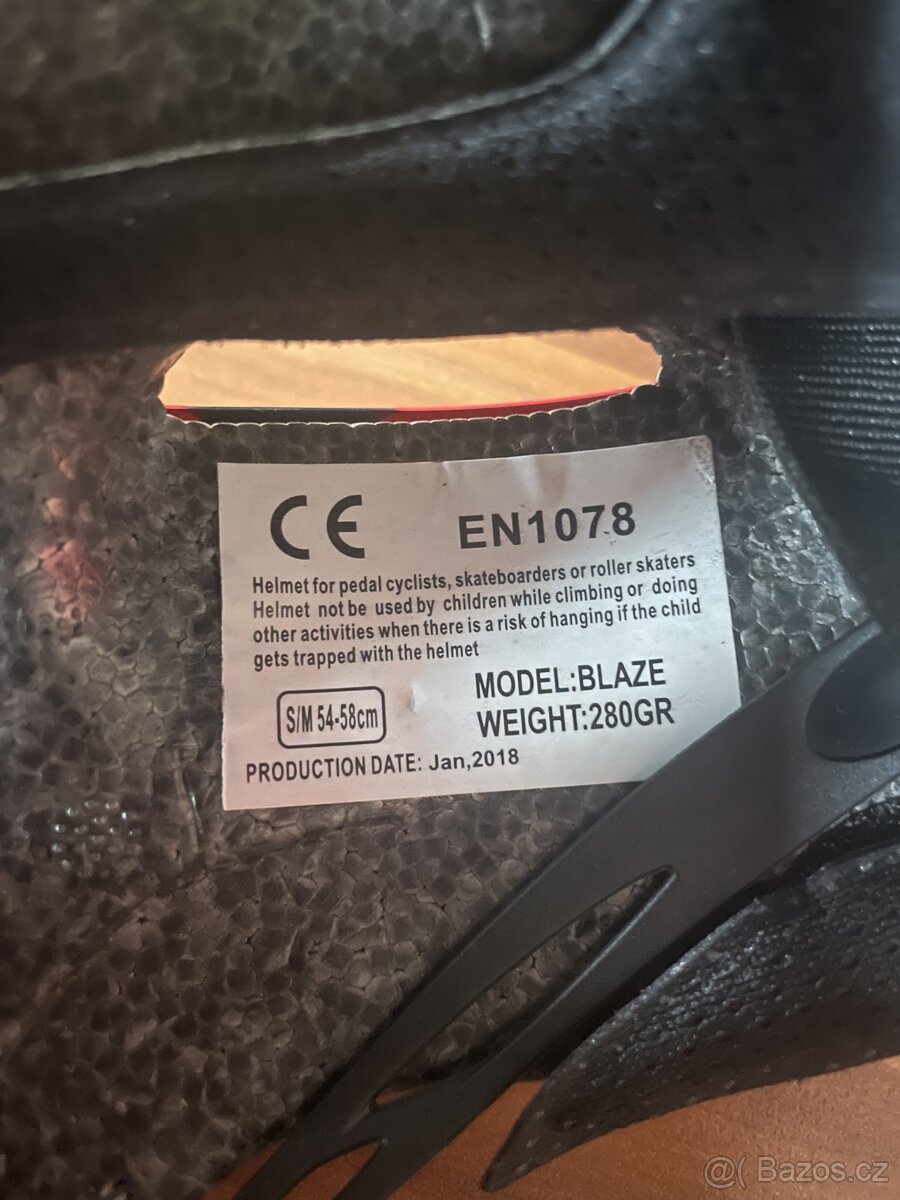 CE EN1078
Helmet for pedal cyclists, skateboarders or roller skaters
Helmet not be used by children while climbing or doing
other activities when there is a risk of hanging if the child
gets trapped with the helmet
MODEL:BLAZE
S/M 54-58cm
WEIGHT:280GR
PRODUCTION DATE: Jan,2018
@( Bazos.cz